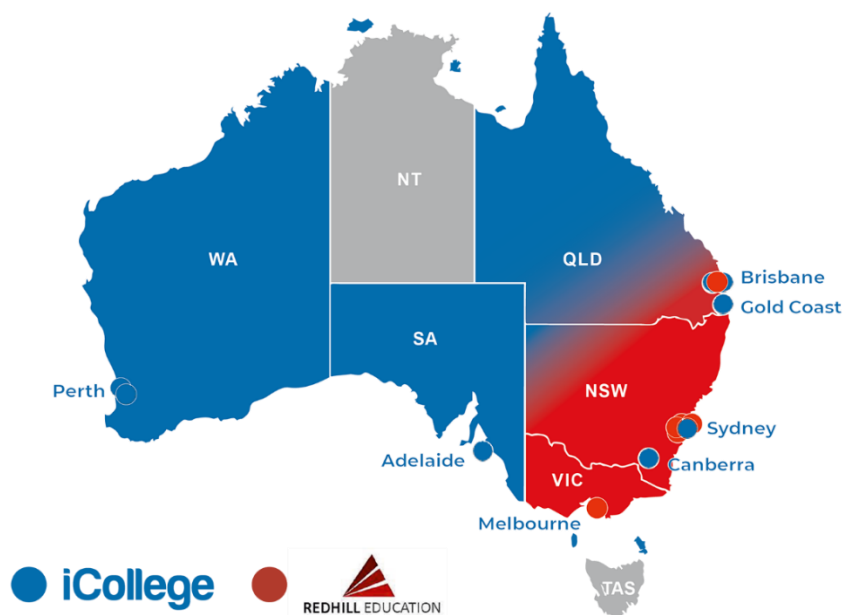 NT
WA
QLD
Brisbane
Gold Coast
SA
Perth
NSW
Sydney
Adelaide
Canberra
VIC
Melbourne
iCollege
REDHILL EDUCATION
TAS